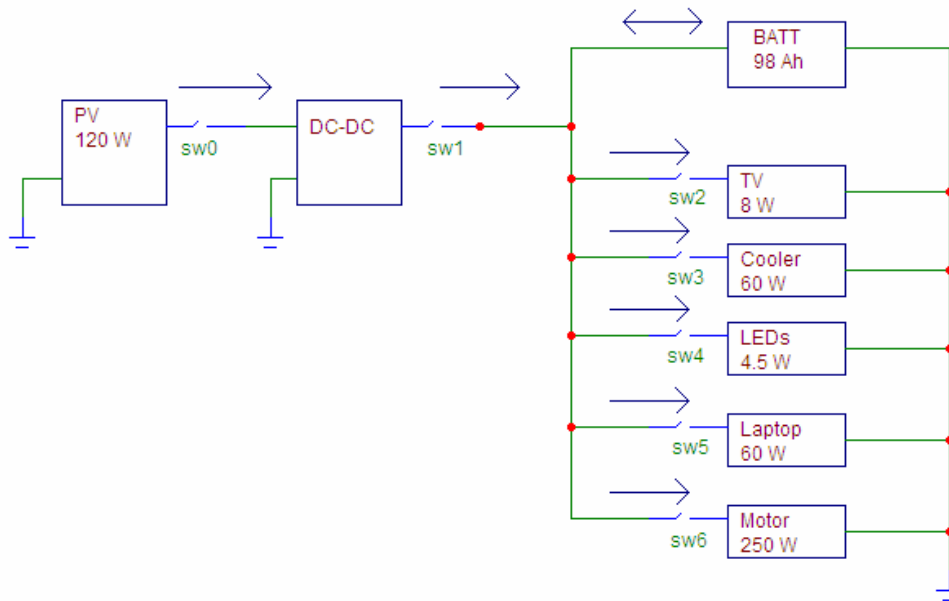 BATT
98 Ah
PV
120 W
sw0
DC-DC
sw1
sw2
TV
8 W
sw3
Cooler
60 W
sw4
LEDs
4.5 W
sw5
Laptop
60 W
sw6
Motor
250 W